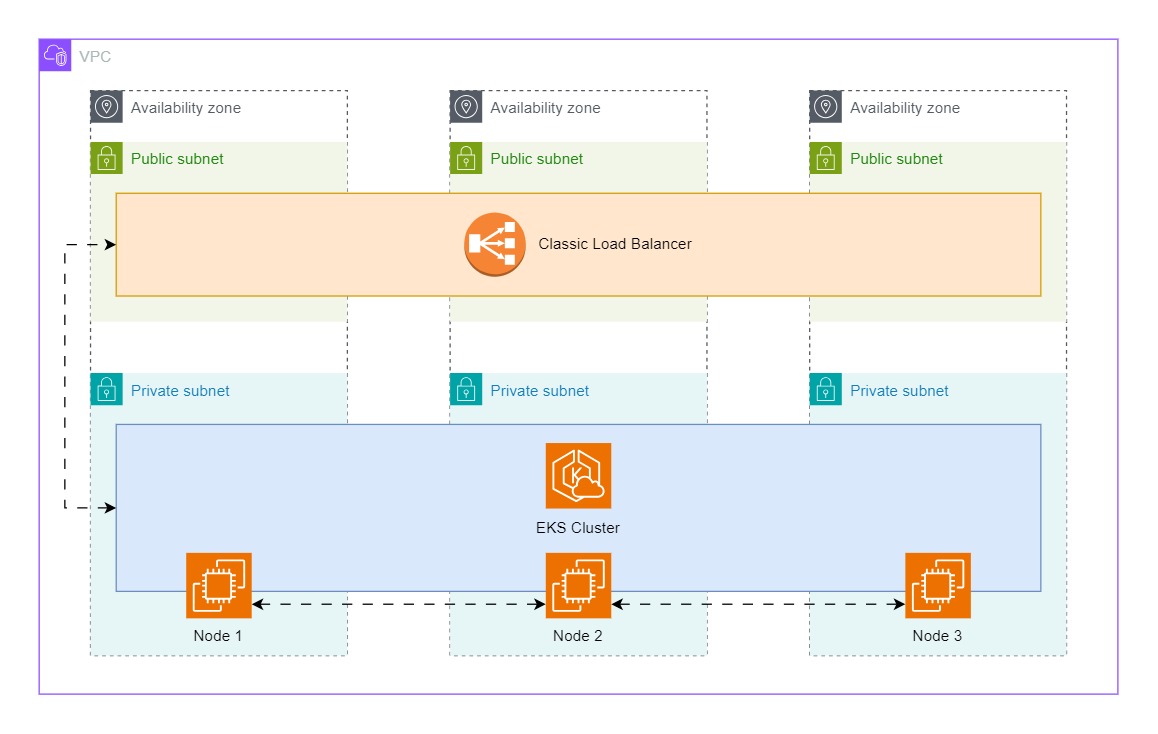 VPC
Availability zone
Availability zone
Availability zone
Public subnet
Public subnet
Public subnet
Classic Load Balancer
Private subnet
Private subnet
Private subnet
EKS Cluster
Node 1
Node 2
Node 3